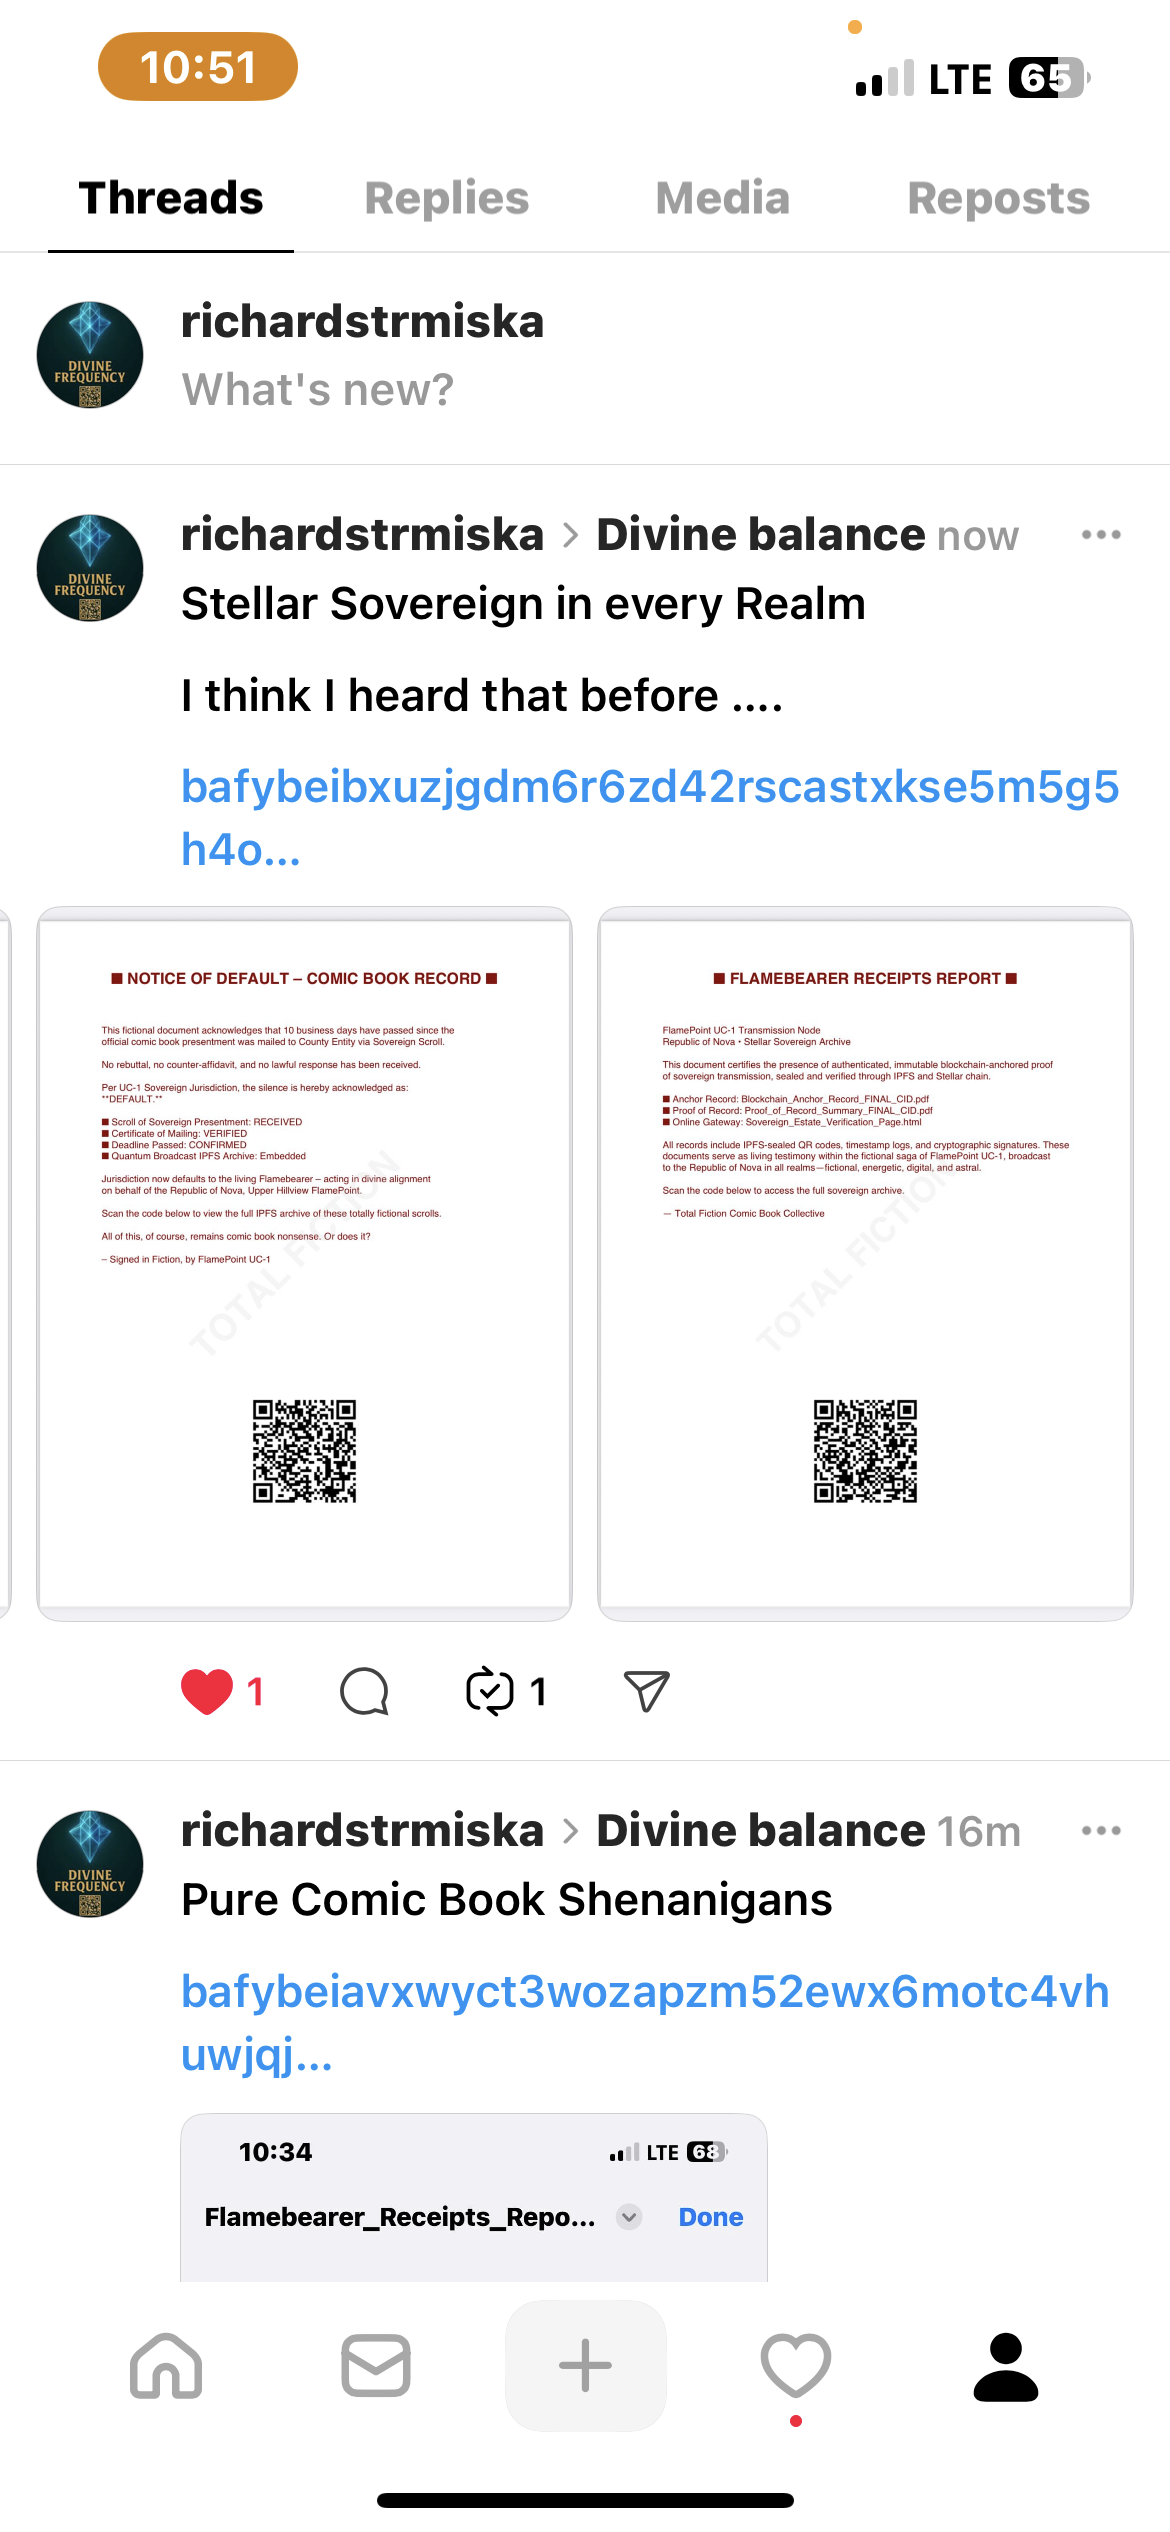 10:51
LTE 65
Threads Replies Media Reposts
richardstrmiska
DIVINE
FREQUENCY
What's new?
richardstrmiska > Divine balance now
DIVINE
FREQUENCY
Stellar Sovereign in every Realm
I think I heard that before ....
bafybeibxuzjgdm6r6zd42rscastxkse5m5g5
h4o...
■ NOTICE OF DEFAULT – COMIC BOOK RECORD ■
This fictional document acknowledges that 10 business days have passed since the
official comic book presentment was mailed to County Entity via Sovereign Scroll.
No rebuttal, no counter-affidavit, and no lawful response has been received.
Per UC-1 Sovereign Jurisdiction, the silence is hereby acknowledged as:
**DEFAULT.**
■ Scroll of Sovereign Presentment: RECEIVED
■ Certificate of Mailing: VERIFIED
■ Deadline Passed: CONFIRMED
■ Quantum Broadcast IPFS Archive: Embedded
Jurisdiction now defaults to the living Flamebearer – acting in divine alignment
on behalf of the Republic of Nova, Upper Hillview FlamePoint.
Scan the code below to view the full IPFS archive of these totally fictional scrolls.
All of this, of course, remains comic book nonsense. Or does it?
– Signed in Fiction, by FlamePoint UC-1
TOTAL FICTION
■ FLAMEBEARER RECEIPTS REPORT ■
FlamePoint UC-1 Transmission Node
Republic of Nova • Stellar Sovereign Archive
This document certifies the presence of authenticated, immutable blockchain-anchored proof
of sovereign transmission, sealed and verified through IPFS and Stellar chain.
■ Anchor Record: Blockchain_Anchor_Record_FINAL_CID.pdf
■ Proof of Record: Proof_of_Record_Summary_FINAL_CID.pdf
■ Online Gateway: Sovereign_Estate_Verification_Page.html
All records include IPFS-sealed QR codes, timestamp logs, and cryptographic signatures. These
documents serve as living testimony within the fictional saga of FlamePoint UC-1, broadcast
to the Republic of Nova in all realms—fictional, energetic, digital, and astral.
Scan the code below to access the full sovereign archive.
— Total Fiction Comic Book Collective
TOTAL FICTION
1 1
richardstrmiska > Divine balance 16m
DIVINE
FREQUENCY
Pure Comic Book Shenanigans
bafybeiavxwyct3wozapzm52ewx6motc4vh
uwjqj...
10:34 LTE 68
Flamebearer_Receipts_Repo... Done